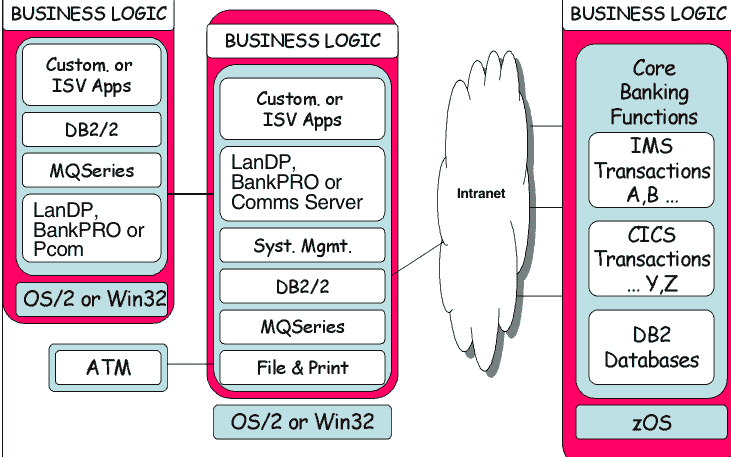 BUSINESS LOGIC
Custom. or
ISV Apps
DB2/2
MQSeries
LanDP,
BankPRO or
Pcom
OS/2 or Win32
ATM
BUSINESS LOGIC
Custom. or
ISV Apps
LanDP,
BankPRO or
Comms Server
Syst. Mgmt.
DB2/2
MQSeries
File & Print
OS/2 or Win32
Intranet
BUSINESS LOGIC
Core
Banking
Functions
IMS
Transactions
A,B ...
CICS
Transactions
... Y,Z
DB2
Databases
zOS